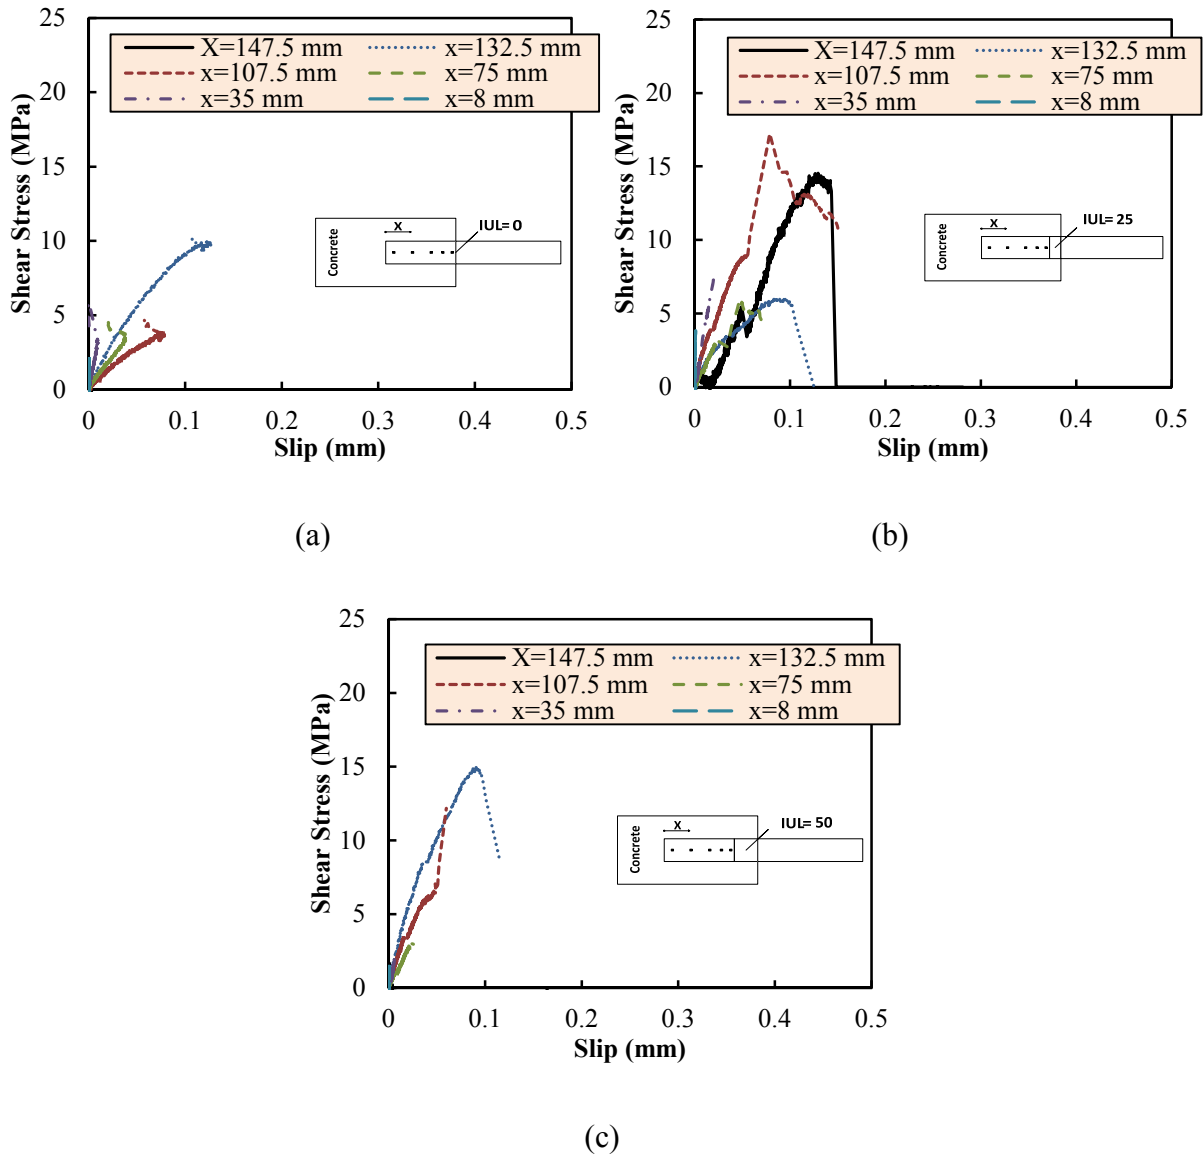 25
20
15
10
5
0
Shear Stress (MPa)
X=147.5 mm x=132.5 mm
x=107.5 mm x=75 mm
x=35 mm x=8 mm
Concrete
X
IUL= 0
0 0.1 0.2 0.3 0.4 0.5
Slip (mm)
(a)
25
20
15
10
5
0
Shear Stress (MPa)
X=147.5 mm x=132.5 mm
x=107.5 mm x=75 mm
x=35 mm x=8 mm
Concrete
X
IUL= 25
0 0.1 0.2 0.3 0.4 0.5
Slip (mm)
(b)
25
20
15
10
5
0
Shear Stress (MPa)
X=147.5 mm x=132.5 mm
x=107.5 mm x=75 mm
x=35 mm x=8 mm
Concrete
X
IUL= 50
0 0.1 0.2 0.3 0.4 0.5
Slip (mm)
(c)